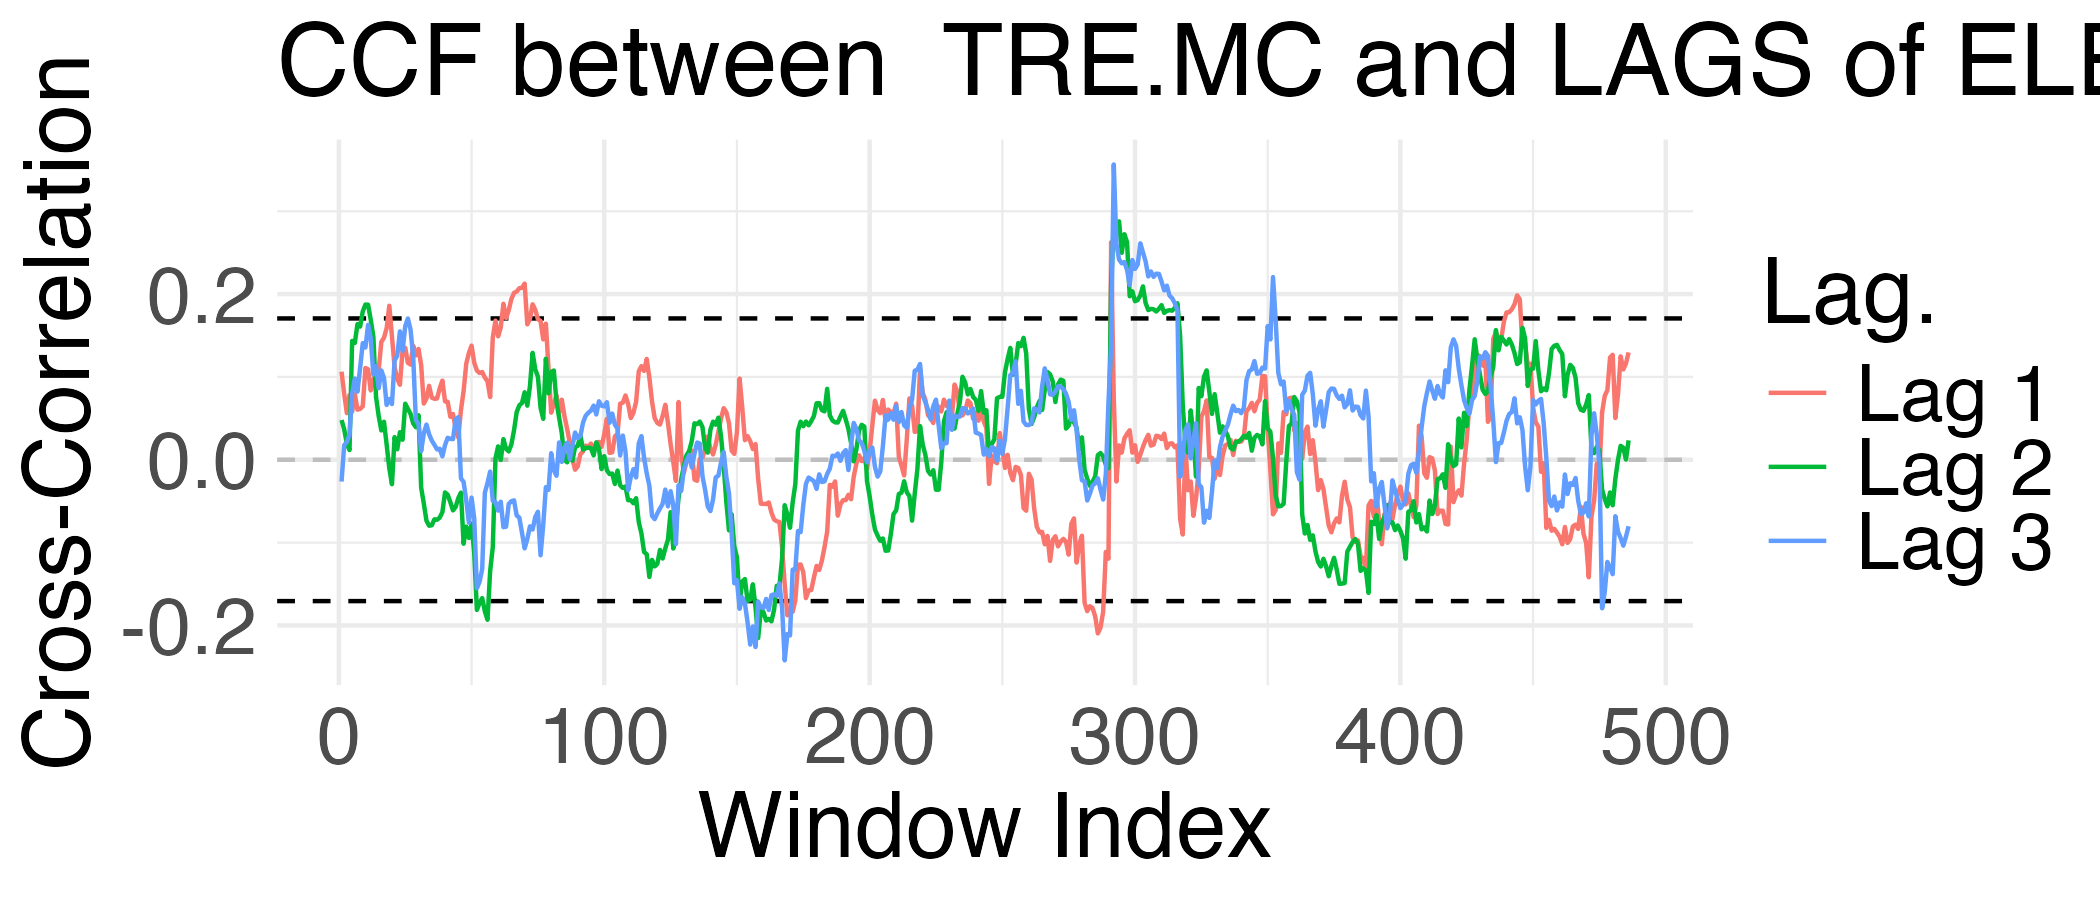 CCF between TRE.MC and LAGS of ELE
Cross-Correlation
0.2
0.0
-0.2
0 100 200 300 400 500
Window Index
Lag.
Lag 1
Lag 2
Lag 3